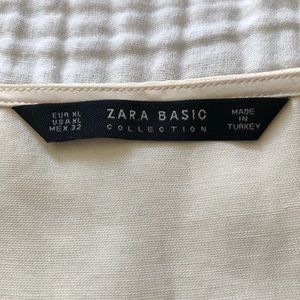 EUR XL
USA XL
MEX 32
ZARA BASIC
COLLECTION
MADE
IN
TURKEY